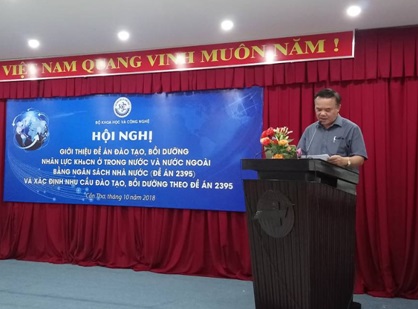 VIỆT NAM QUANG VINH MUÔN NĂM!
BỘ KHOA HỌC VÀ CÔNG NGHỆ
HỘI NGHỊ
GIỚI THIỆU ĐỀ ÁN ĐÀO TẠO, BỒI DƯỠNG
NHÂN LỰC KH&CN Ở TRONG NƯỚC VÀ NƯỚC NGOÀI
BẰNG NGÂN SÁCH NHÀ NƯỚC (ĐỀ ÁN 2395)
VÀ XÁC ĐỊNH NHU CẦU ĐÀO TẠO, BỒI DƯỠNG THEO ĐỀ ÁN 2395
Cần Thơ, tháng 10 năm 2018